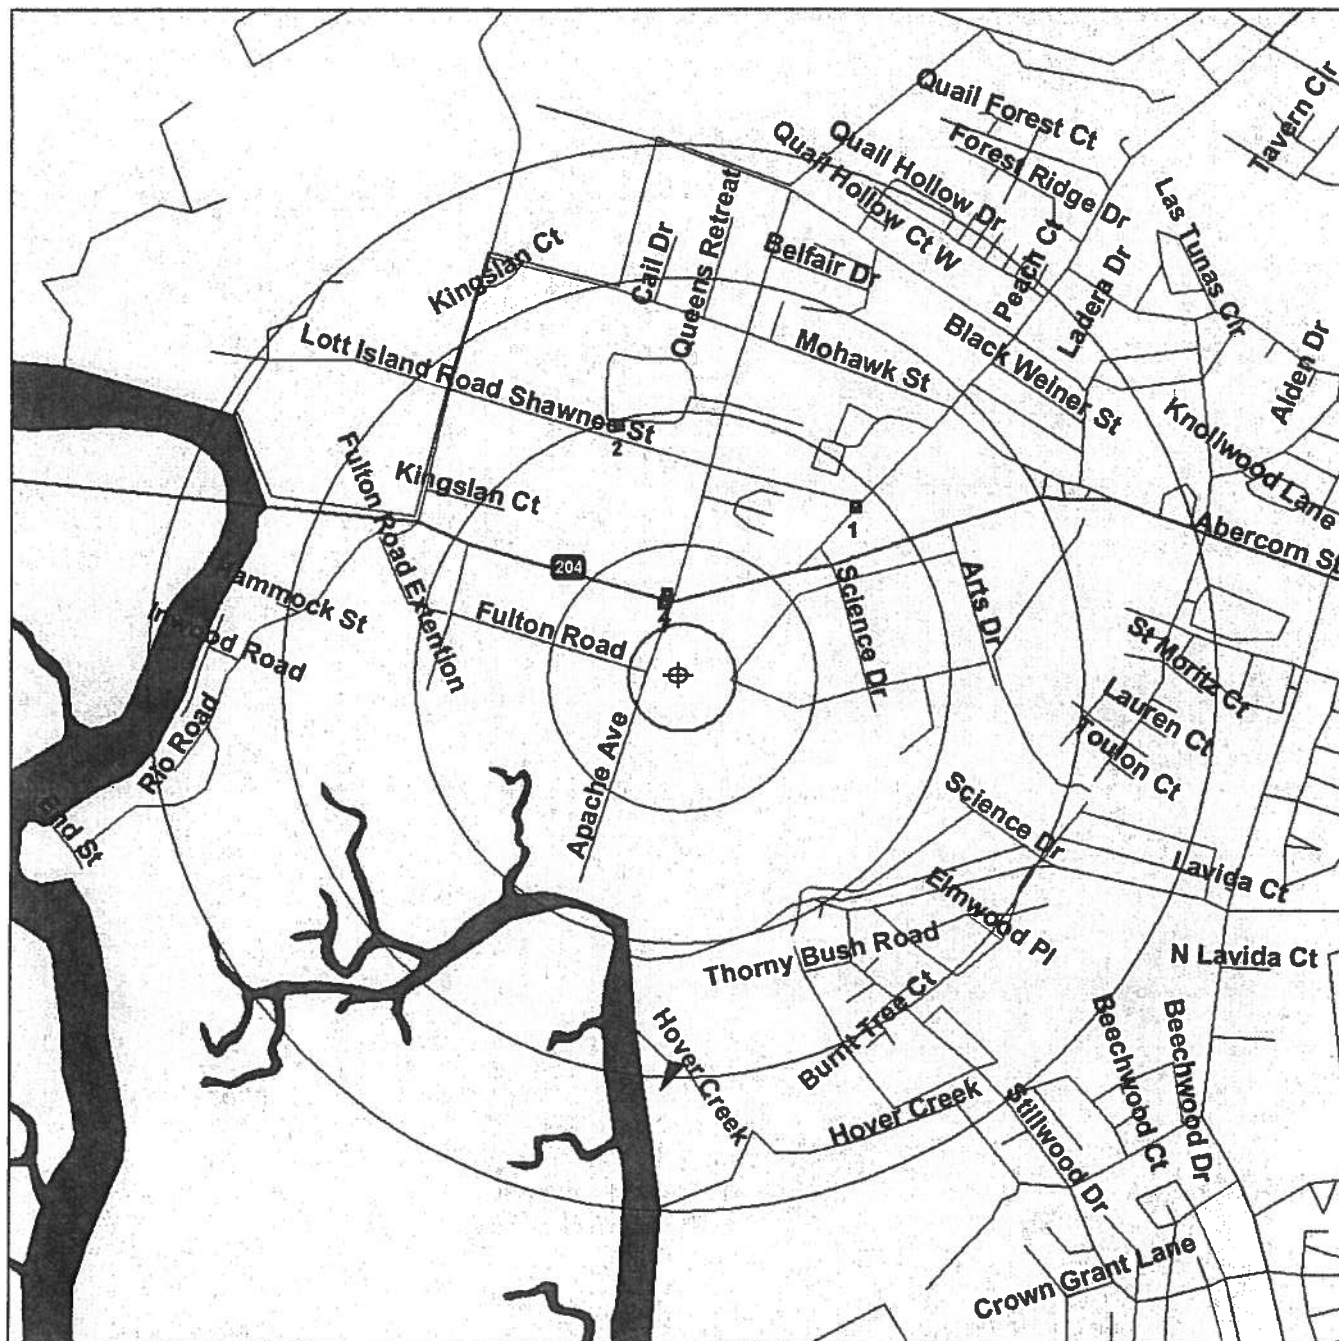 Quail Forest Ct
Tavern Clr
Quail Hollow Dr
Forest Ridge Dr
Quail Hollow Ct W
Las Tunas Clr
Queens Retreat
Belfair Dr
Peach Ct
Ladera Dr
Kingslan Ct
Cail Dr
Lott Island Road Shawnee St
Mohawk St
Black Weiner St
Alden Dr
Knollwood Lane
2
Fulton Road Extention
Kingslan Ct
1
Abercorn St
204
Hammock St
Inwood Road
Fulton Road
4
Science Dr
Arts Dr
St Moritz Ct
Lauren Ct
Toulon Ct
Rio Road
Apache Ave
End St
Science Dr
Lavida Ct
Elmwood Pl
Thorny Bush Road
N Lavida Ct
Burnt Tree Ct
Beechwood Ct
Beechwood Dr
Hover Creek
Hover Creek
Stillwood Dr
Crown Grant Lane